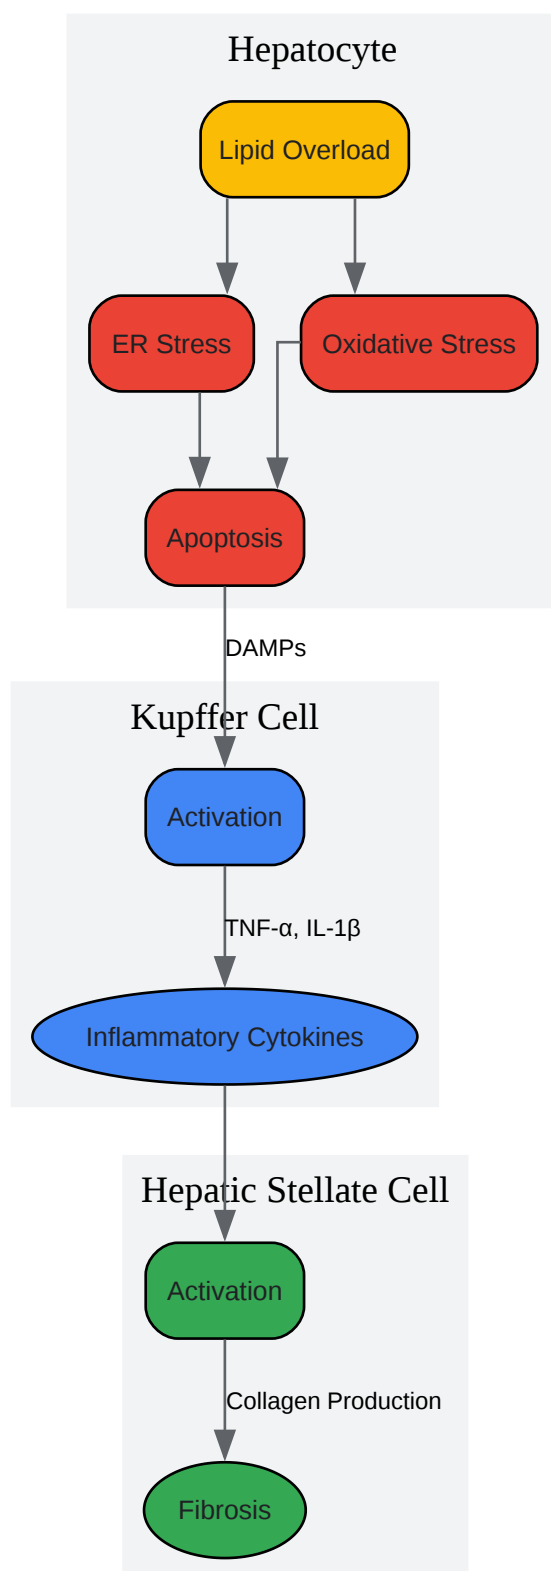 Hepatocyte
Lipid Overload
ER Stress
Oxidative Stress
Apoptosis
DAMPs
Kupffer Cell
Activation
TNF-α, IL-1β
Inflammatory Cytokines
Hepatic Stellate Cell
Activation
Collagen Production
Fibrosis